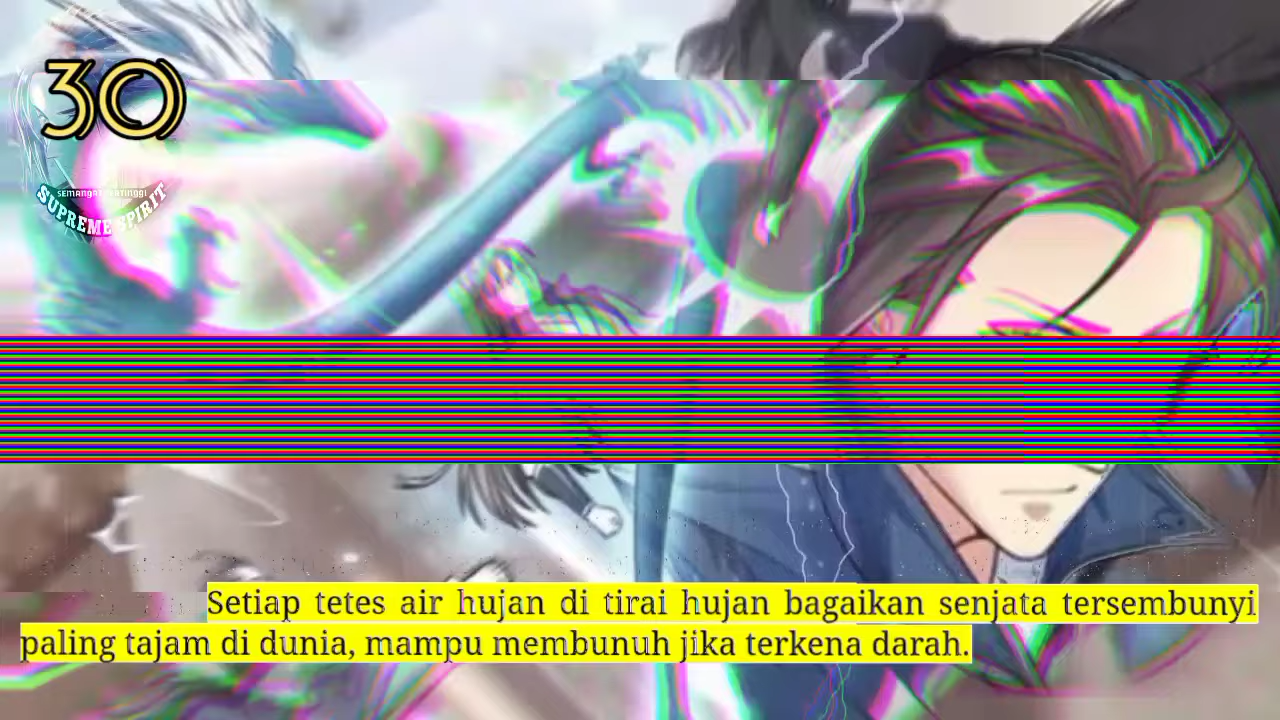 30
SUPREME SPIRIT
Setiap tetes air hujan di tirai hujan bagaikan senjata tersembunyi
paling tajam di dunia, mampu membunuh jika terkena darah.